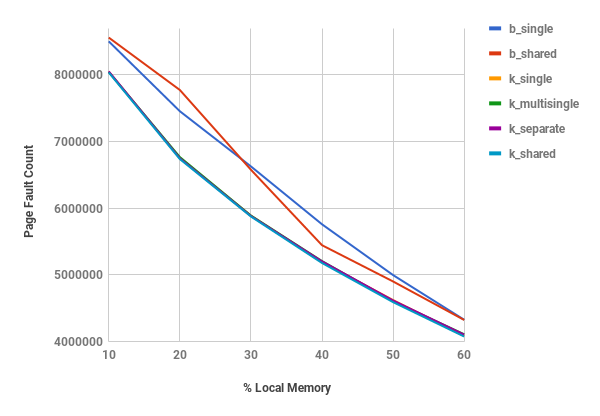 b_single
b_shared
k_single
k_multisingle
k_separate
k_shared
Page Fault Count
8000000
7000000
6000000
5000000
4000000
10 20 30 40 50 60
% Local Memory